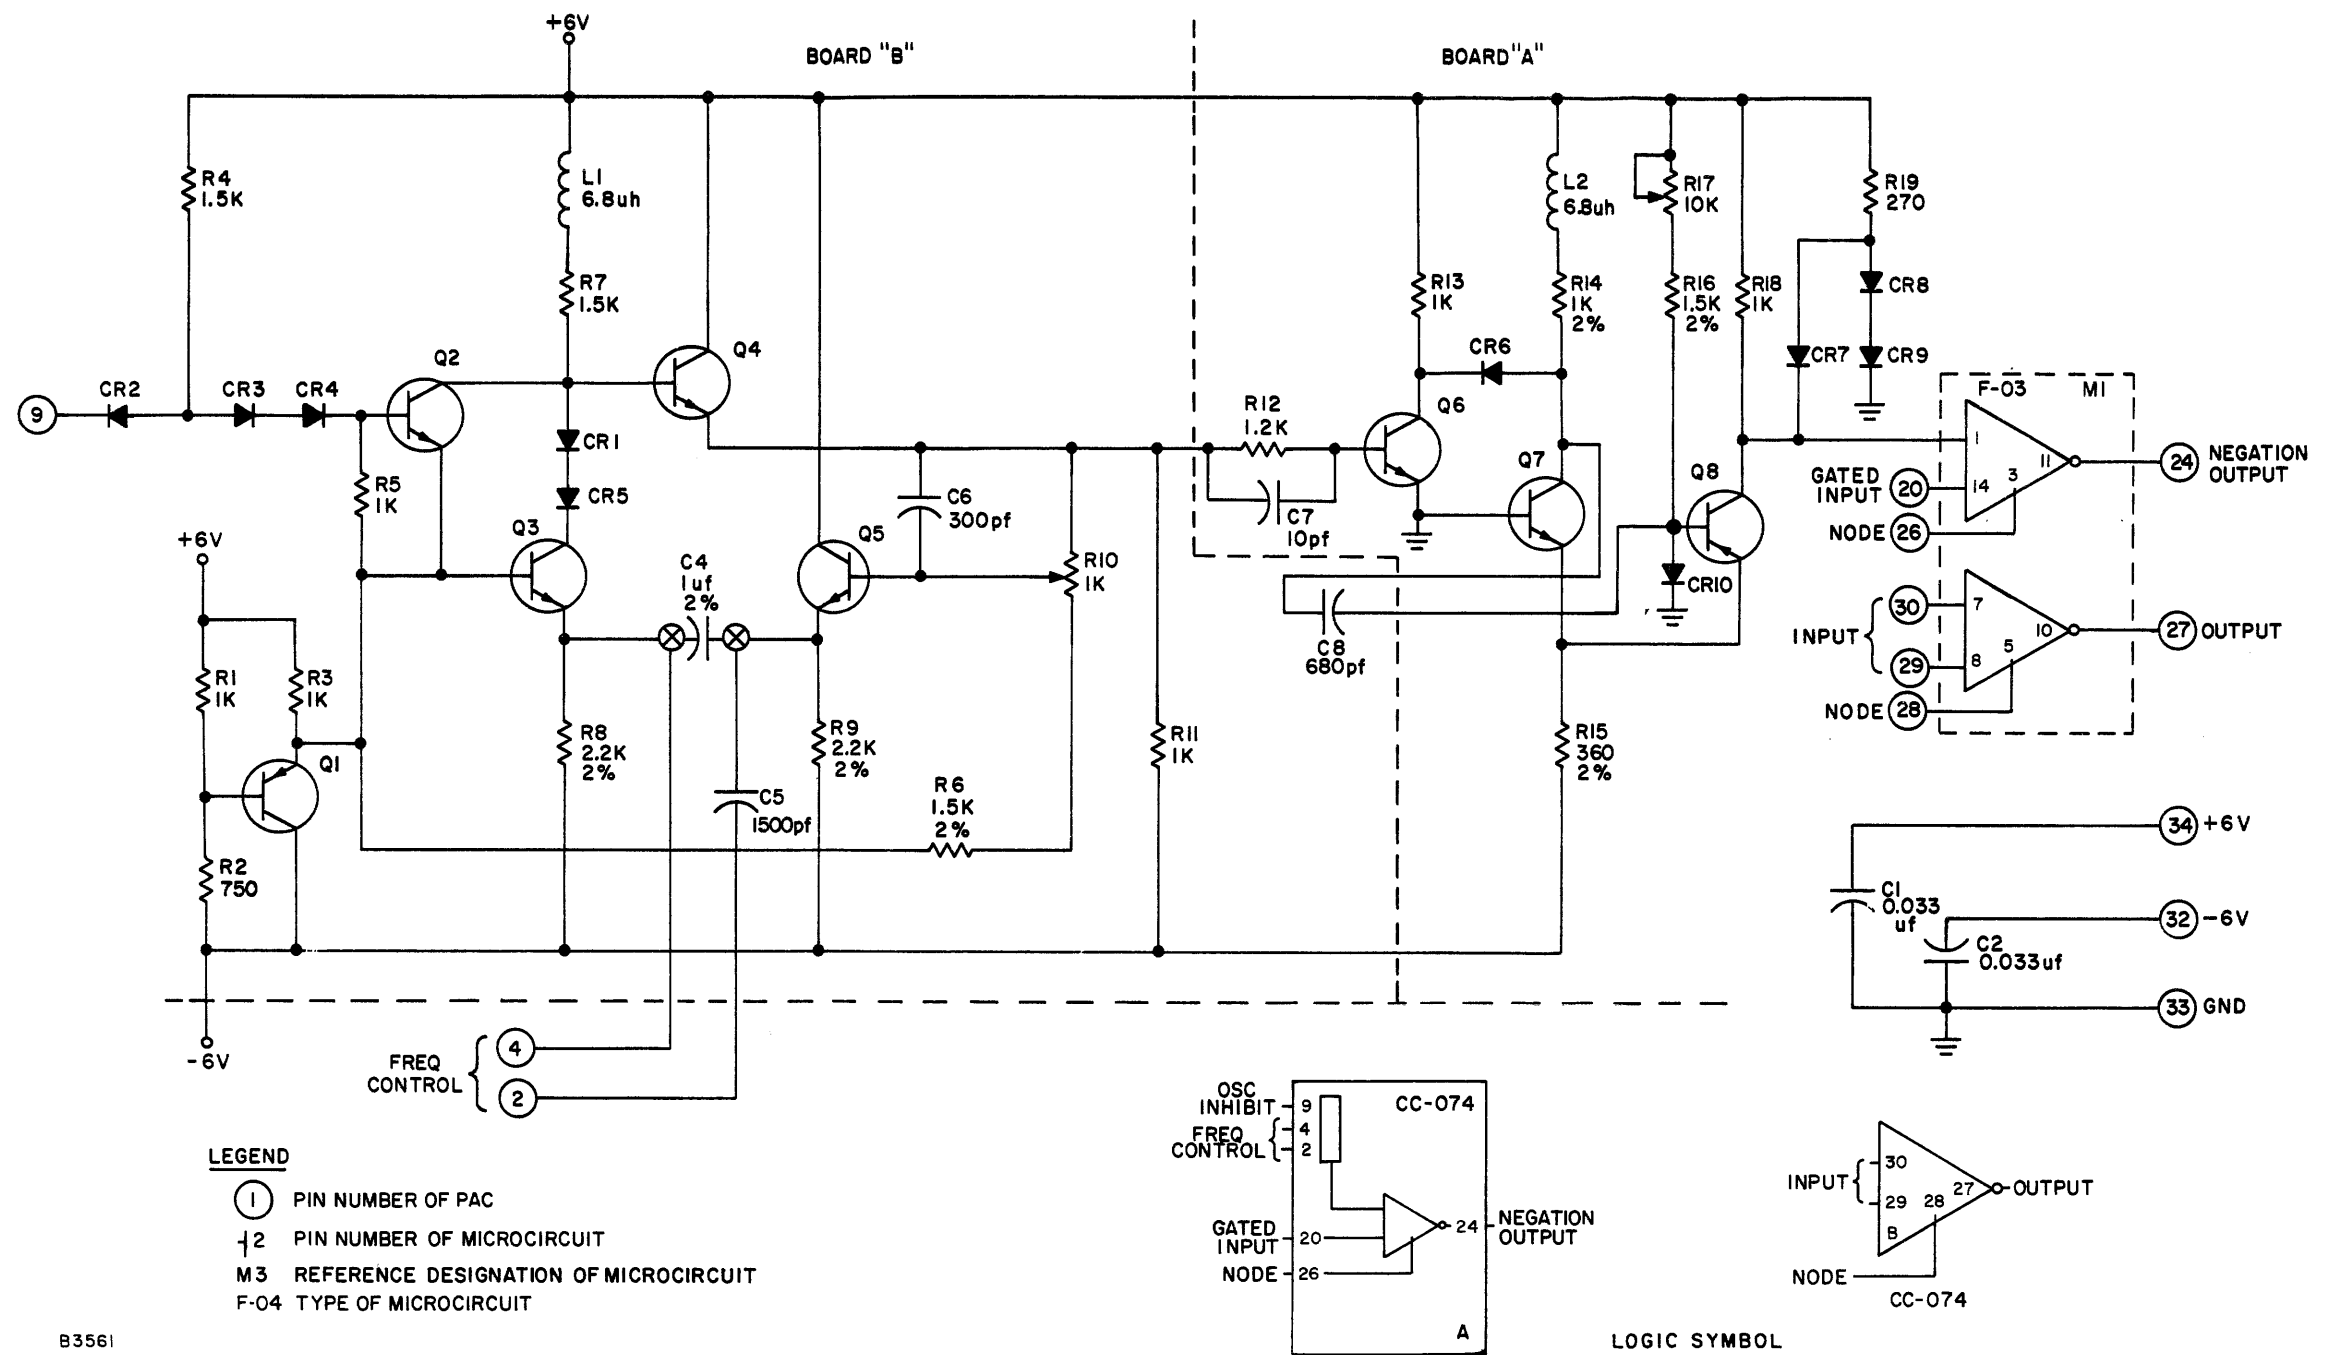 +6V
BOARD "B"
BOARD "A"
R4
1.5K
L1
6.8uh
R7
1.5K
Q2
Q4
CR2
CR3
CR4
9
CR1
CR5
R5
1K
Q3
C4
1uf
2%
Q5
C6
300pf
R10
1K
+6V
R1
1K
R3
1K
Q1
R2
750
R8
2.2K
2%
C5
1500pf
R9
2.2K
2%
R6
1.5K
2%
R11
1K
-6V
FREQ
CONTROL
4
2
R12
1.2K
C7
10pf
R13
1K
L2
6.8uh
R14
1K
2%
CR6
Q6
Q7
R17
10K
R16
1.5K
2%
R18
1K
Q8
CR10
C8
680pf
R15
360
2%
R19
270
CR8
CR7
CR9
F-03
M1
1
11
14
3
24
NEGATION
OUTPUT
GATED
INPUT
20
NODE
26
7
10
8
5
INPUT
30
29
NODE
28
27
OUTPUT
34
+6V
C1
0.033
uf
32
-6V
C2
0.033uf
33
GND
LEGEND
1 PIN NUMBER OF PAC
2 PIN NUMBER OF MICROCIRCUIT
M3 REFERENCE DESIGNATION OF MICROCIRCUIT
F-04 TYPE OF MICROCIRCUIT
B3561
OSC
INHIBIT
9
CC-074
FREQ
CONTROL
4
2
GATED
INPUT
20
NODE
26
24
NEGATION
OUTPUT
A
INPUT
30
29
28
27
OUTPUT
B
NODE
CC-074
LOGIC SYMBOL